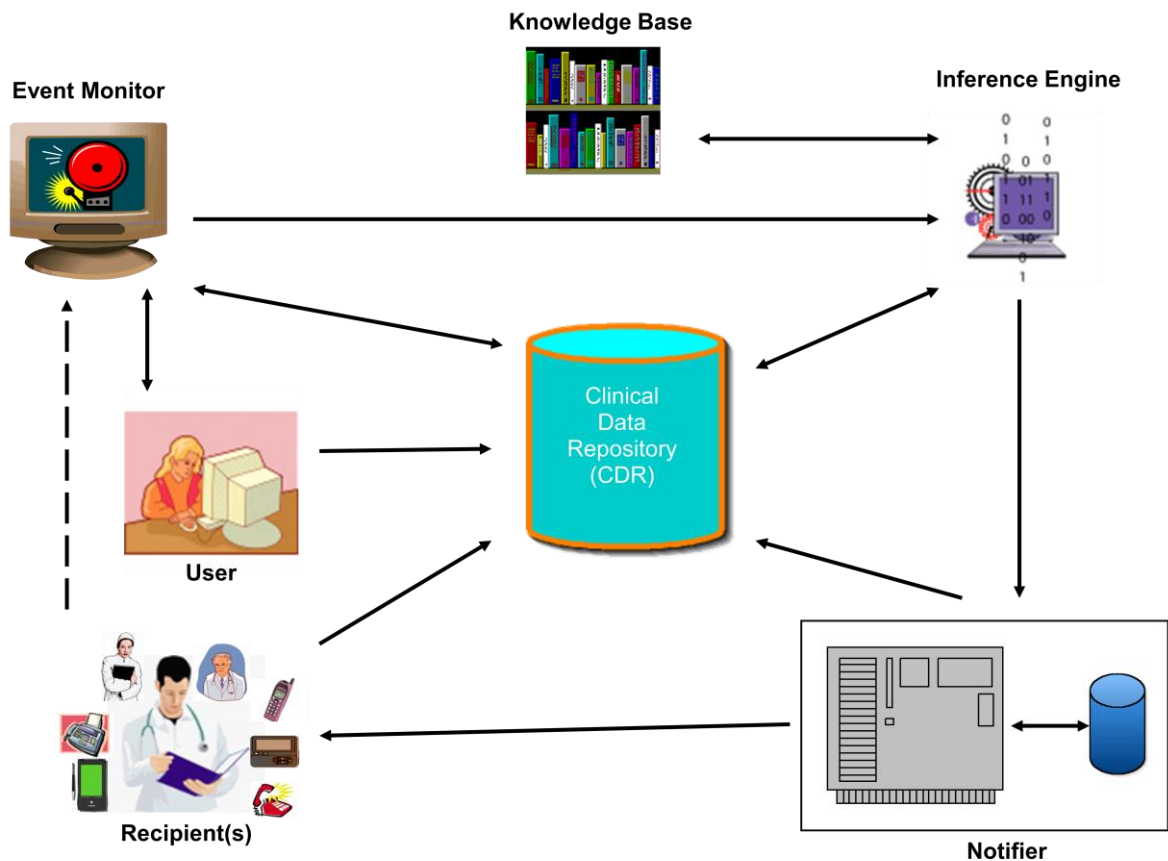 Knowledge Base
Event Monitor
Inference Engine
Clinical
Data
Repository
(CDR)
User
Recipient(s)
Notifier